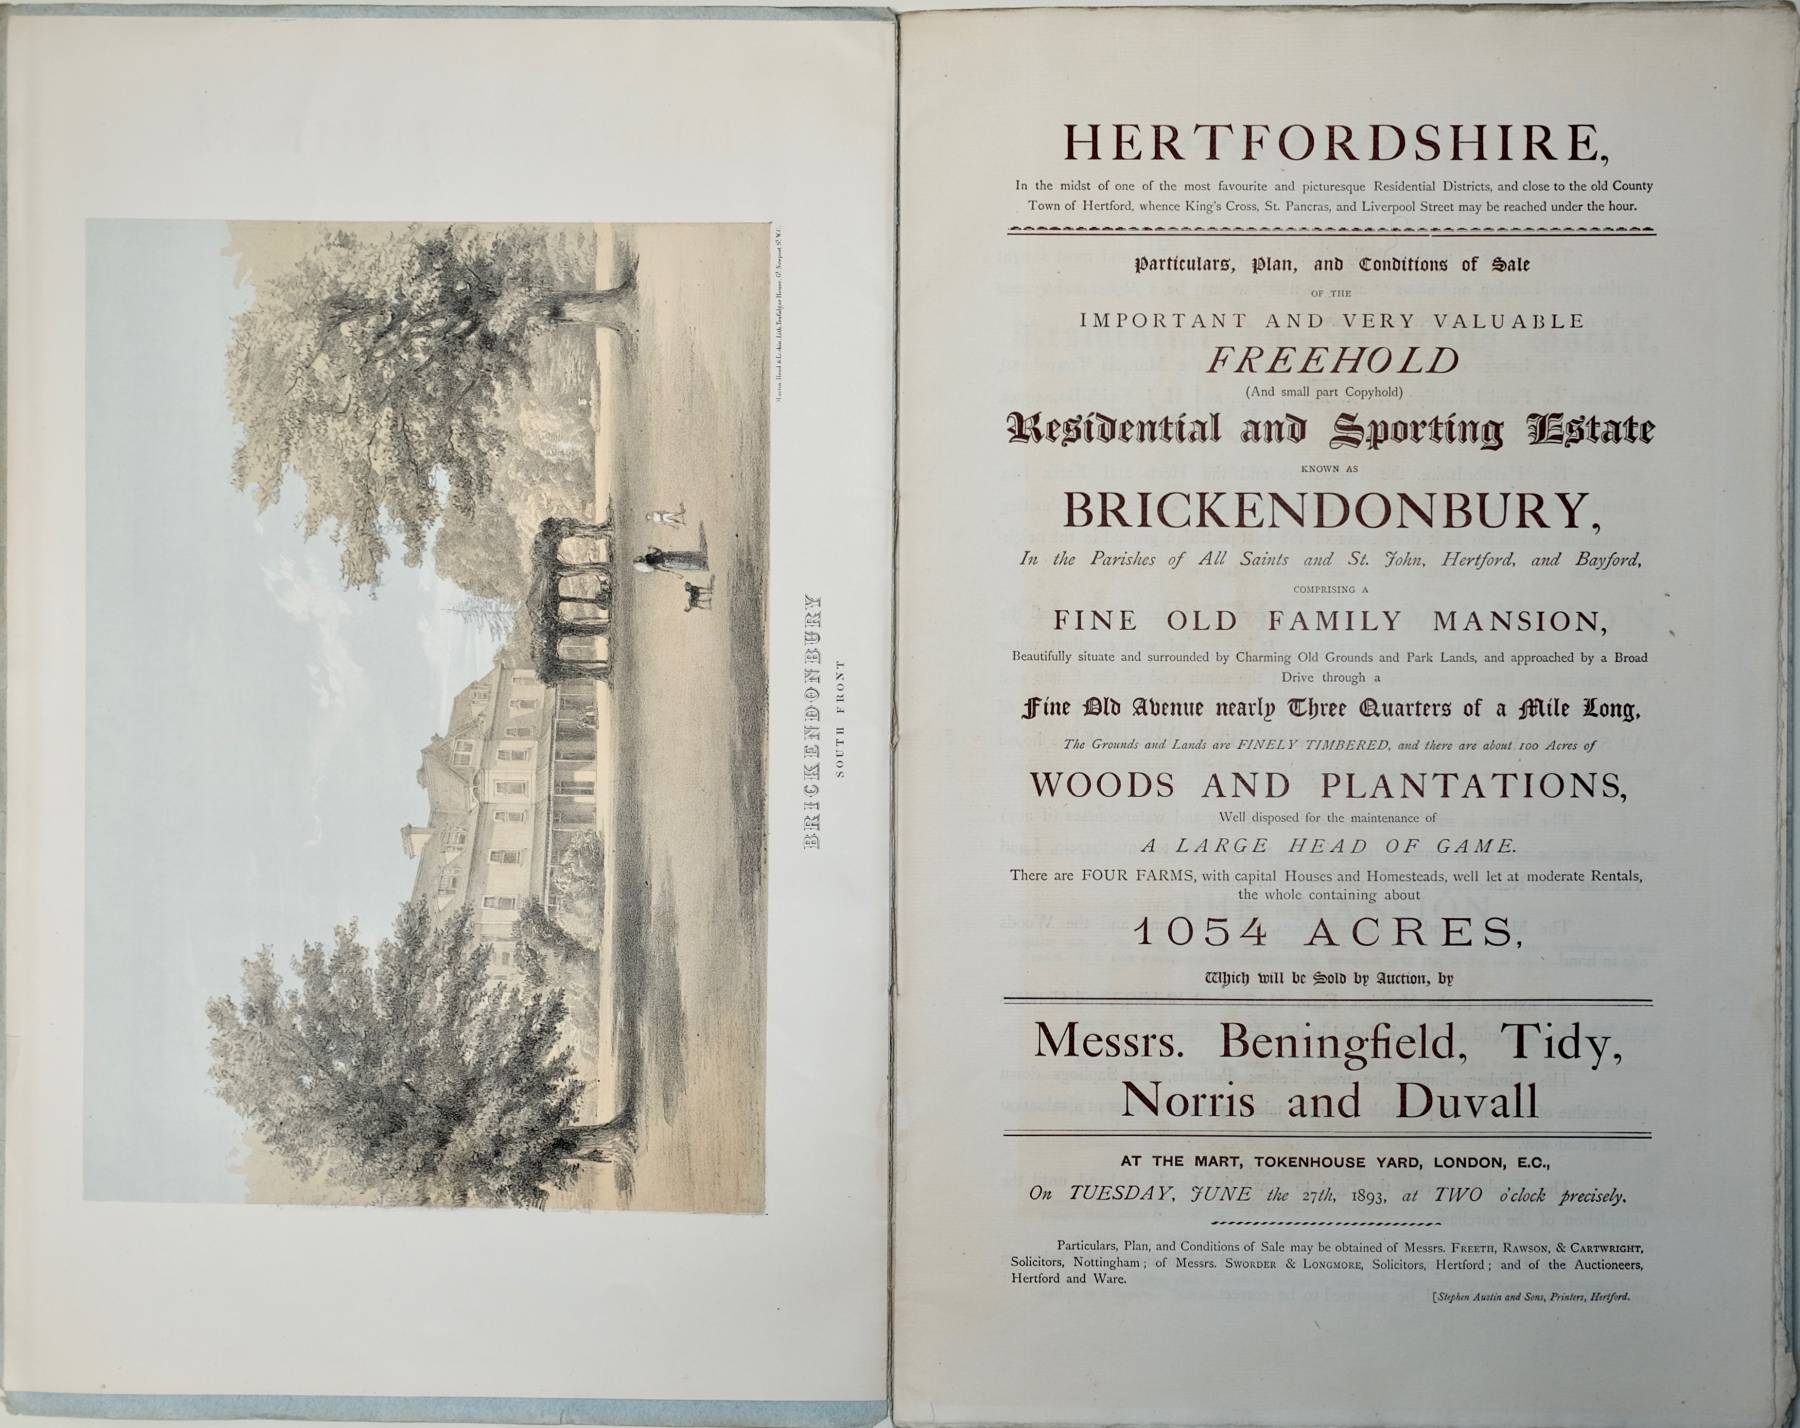 BRICKENDONBURY
SOUTH FRONT
HERTFORDSHIRE,
In the midst of one of the most favourite and picturesque Residential Districts, and close to the old County
Town of Hertford, whence King's Cross, St. Pancras, and Liverpool Street may be reached under the hour.
Particulars, Plan, and Conditions of Sale
OF THE
IMPORTANT AND VERY VALUABLE
FREEHOLD
(And small part Copyhold)
Residential and Sporting Estate
KNOWN AS
BRICKENDONBURY,
In the Parishes of All Saints and St. John, Hertford, and Bayford,
COMPRISING A
FINE OLD FAMILY MANSION,
Beautifully situate and surrounded by Charming Old Grounds and Park Lands, and approached by a Broad
Drive through a
Fine Old Avenue nearly Three Quarters of a Mile Long,
The Grounds and Lands are FINELY TIMBERED, and there are about 100 Acres of
WOODS AND PLANTATIONS,
Well disposed for the maintenance of
A LARGE HEAD OF GAME.
There are FOUR FARMS, with capital Houses and Homesteads, well let at moderate Rentals,
the whole containing about
1054 ACRES,
Which will be Sold by Auction, by
Messrs. Beningfield, Tidy,
Norris and Duvall
AT THE MART, TOKENHOUSE YARD, LONDON, E.C.,
On TUESDAY, JUNE the 27th, 1893, at TWO o'clock precisely.
Particulars, Plan, and Conditions of Sale may be obtained of Messrs. FREETH, RAWSON, & CARTWRIGHT,
Solicitors, Nottingham; of Messrs. SWORDER & LONGMORE, Solicitors, Hertford; and of the Auctioneers,
Hertford and Ware.
[Stephen Austin and Sons, Printers, Hertford.